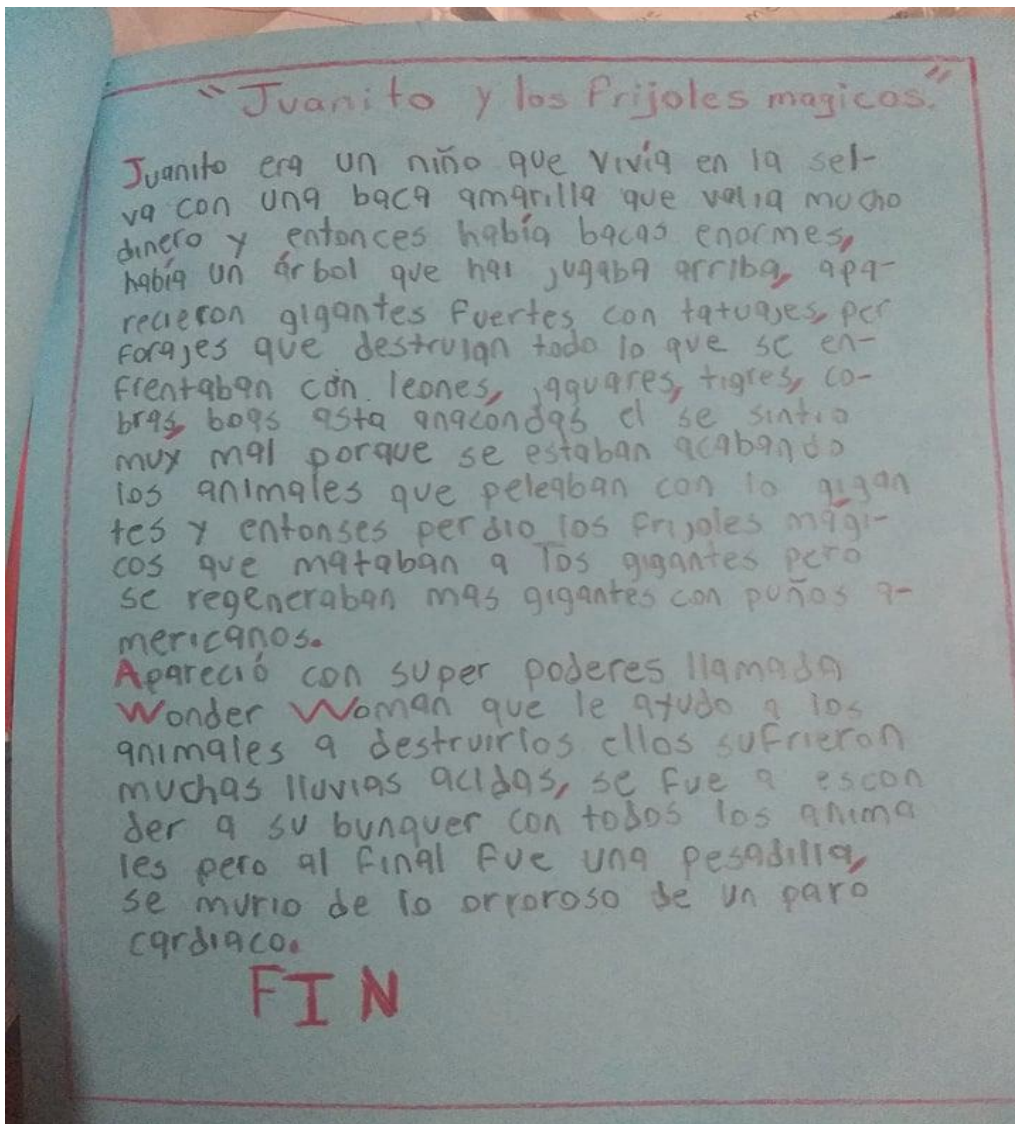 "Juanito y los frijoles magicos."
Juanito era un niño que vivía en la sel-
va con una baca amarilla que valia mucho
dinero y entonces había bacas enormes,
había un árbol que hai jugaba arriba, apa-
recieron gigantes fuertes con tatuajes, per
forajes que destruian todo lo que se en-
frentaban con leones, jaguares, tigres, co-
bras, boas asta anacondas el se sintio
muy mal porque se estaban acabando
los animales que peleaban con lo gigan
tes y entonses perdio los frijoles mági-
cos que mataban a los gigantes pero
se regeneraban mas gigantes con puños a-
mericanos.
Apareció con super poderes llamada
Wonder Woman que le ayudo a los
animales a destruirlos ellos sufrieron
muchas lluvias acidas, se fue a escon
der a su bunquer con todos los anima
les pero al final fue una pesadilla,
se murio de lo orroroso de un paro
cardiaco.
FIN